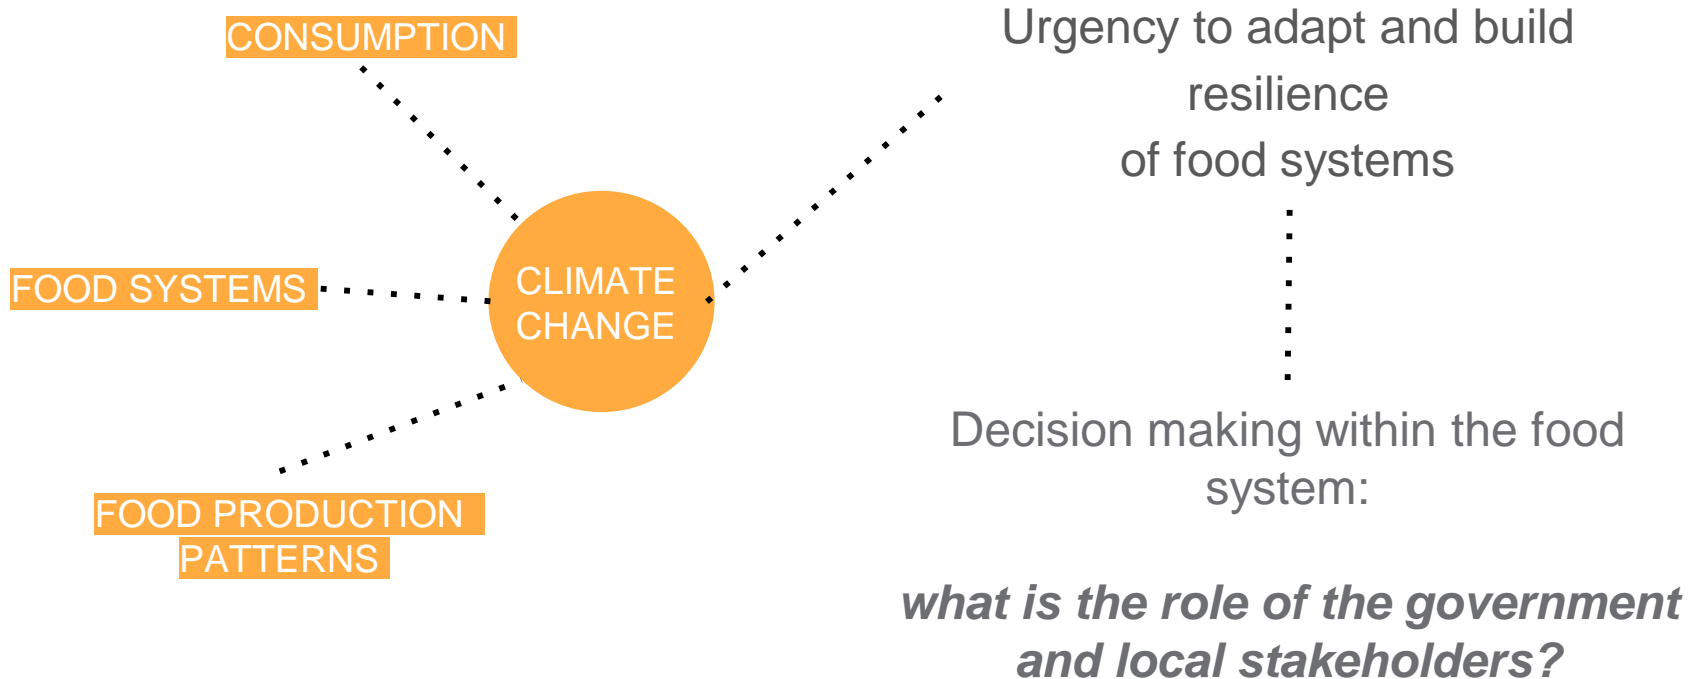 CONSUMPTION
FOOD SYSTEMS
FOOD PRODUCTION
PATTERNS
CLIMATE
CHANGE
Urgency to adapt and build
resilience
of food systems
Decision making within the food
system:
what is the role of the government
and local stakeholders?